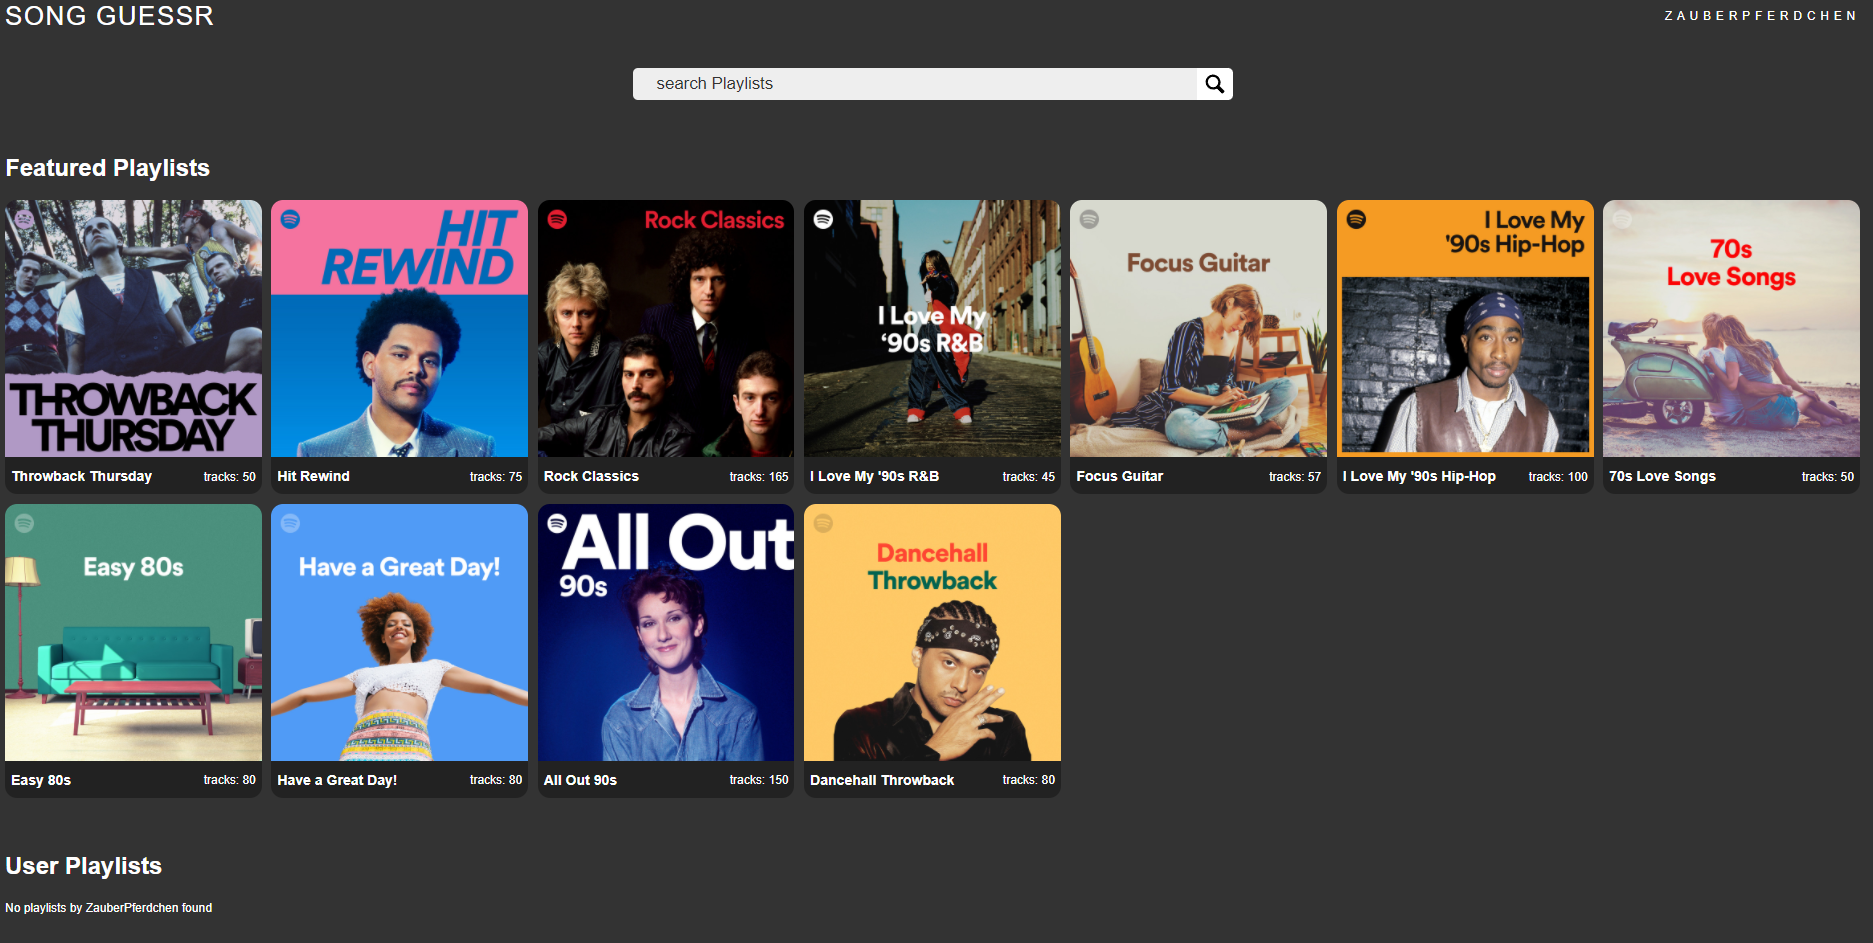 SONG GUESSR
ZAUBERPFERDCHEN
search Playlists
Featured Playlists
THROWBACK
THURSDAY
Throwback Thursday tracks: 50
HIT
REWIND
Hit Rewind tracks: 75
Rock Classics
Rock Classics tracks: 165
I Love My
‘90s R&B
I Love My '90s R&B tracks: 45
Focus Guitar
Focus Guitar tracks: 57
I Love My
'90s Hip-Hop
I Love My '90s Hip-Hop tracks: 100
70s
Love Songs
70s Love Songs tracks: 50
Easy 80s
Easy 80s tracks: 80
Have a Great Day!
Have a Great Day! tracks: 80
All Out
90s
All Out 90s tracks: 150
Dancehall
Throwback
Dancehall Throwback tracks: 80
User Playlists
No playlists by ZauberPferdchen found